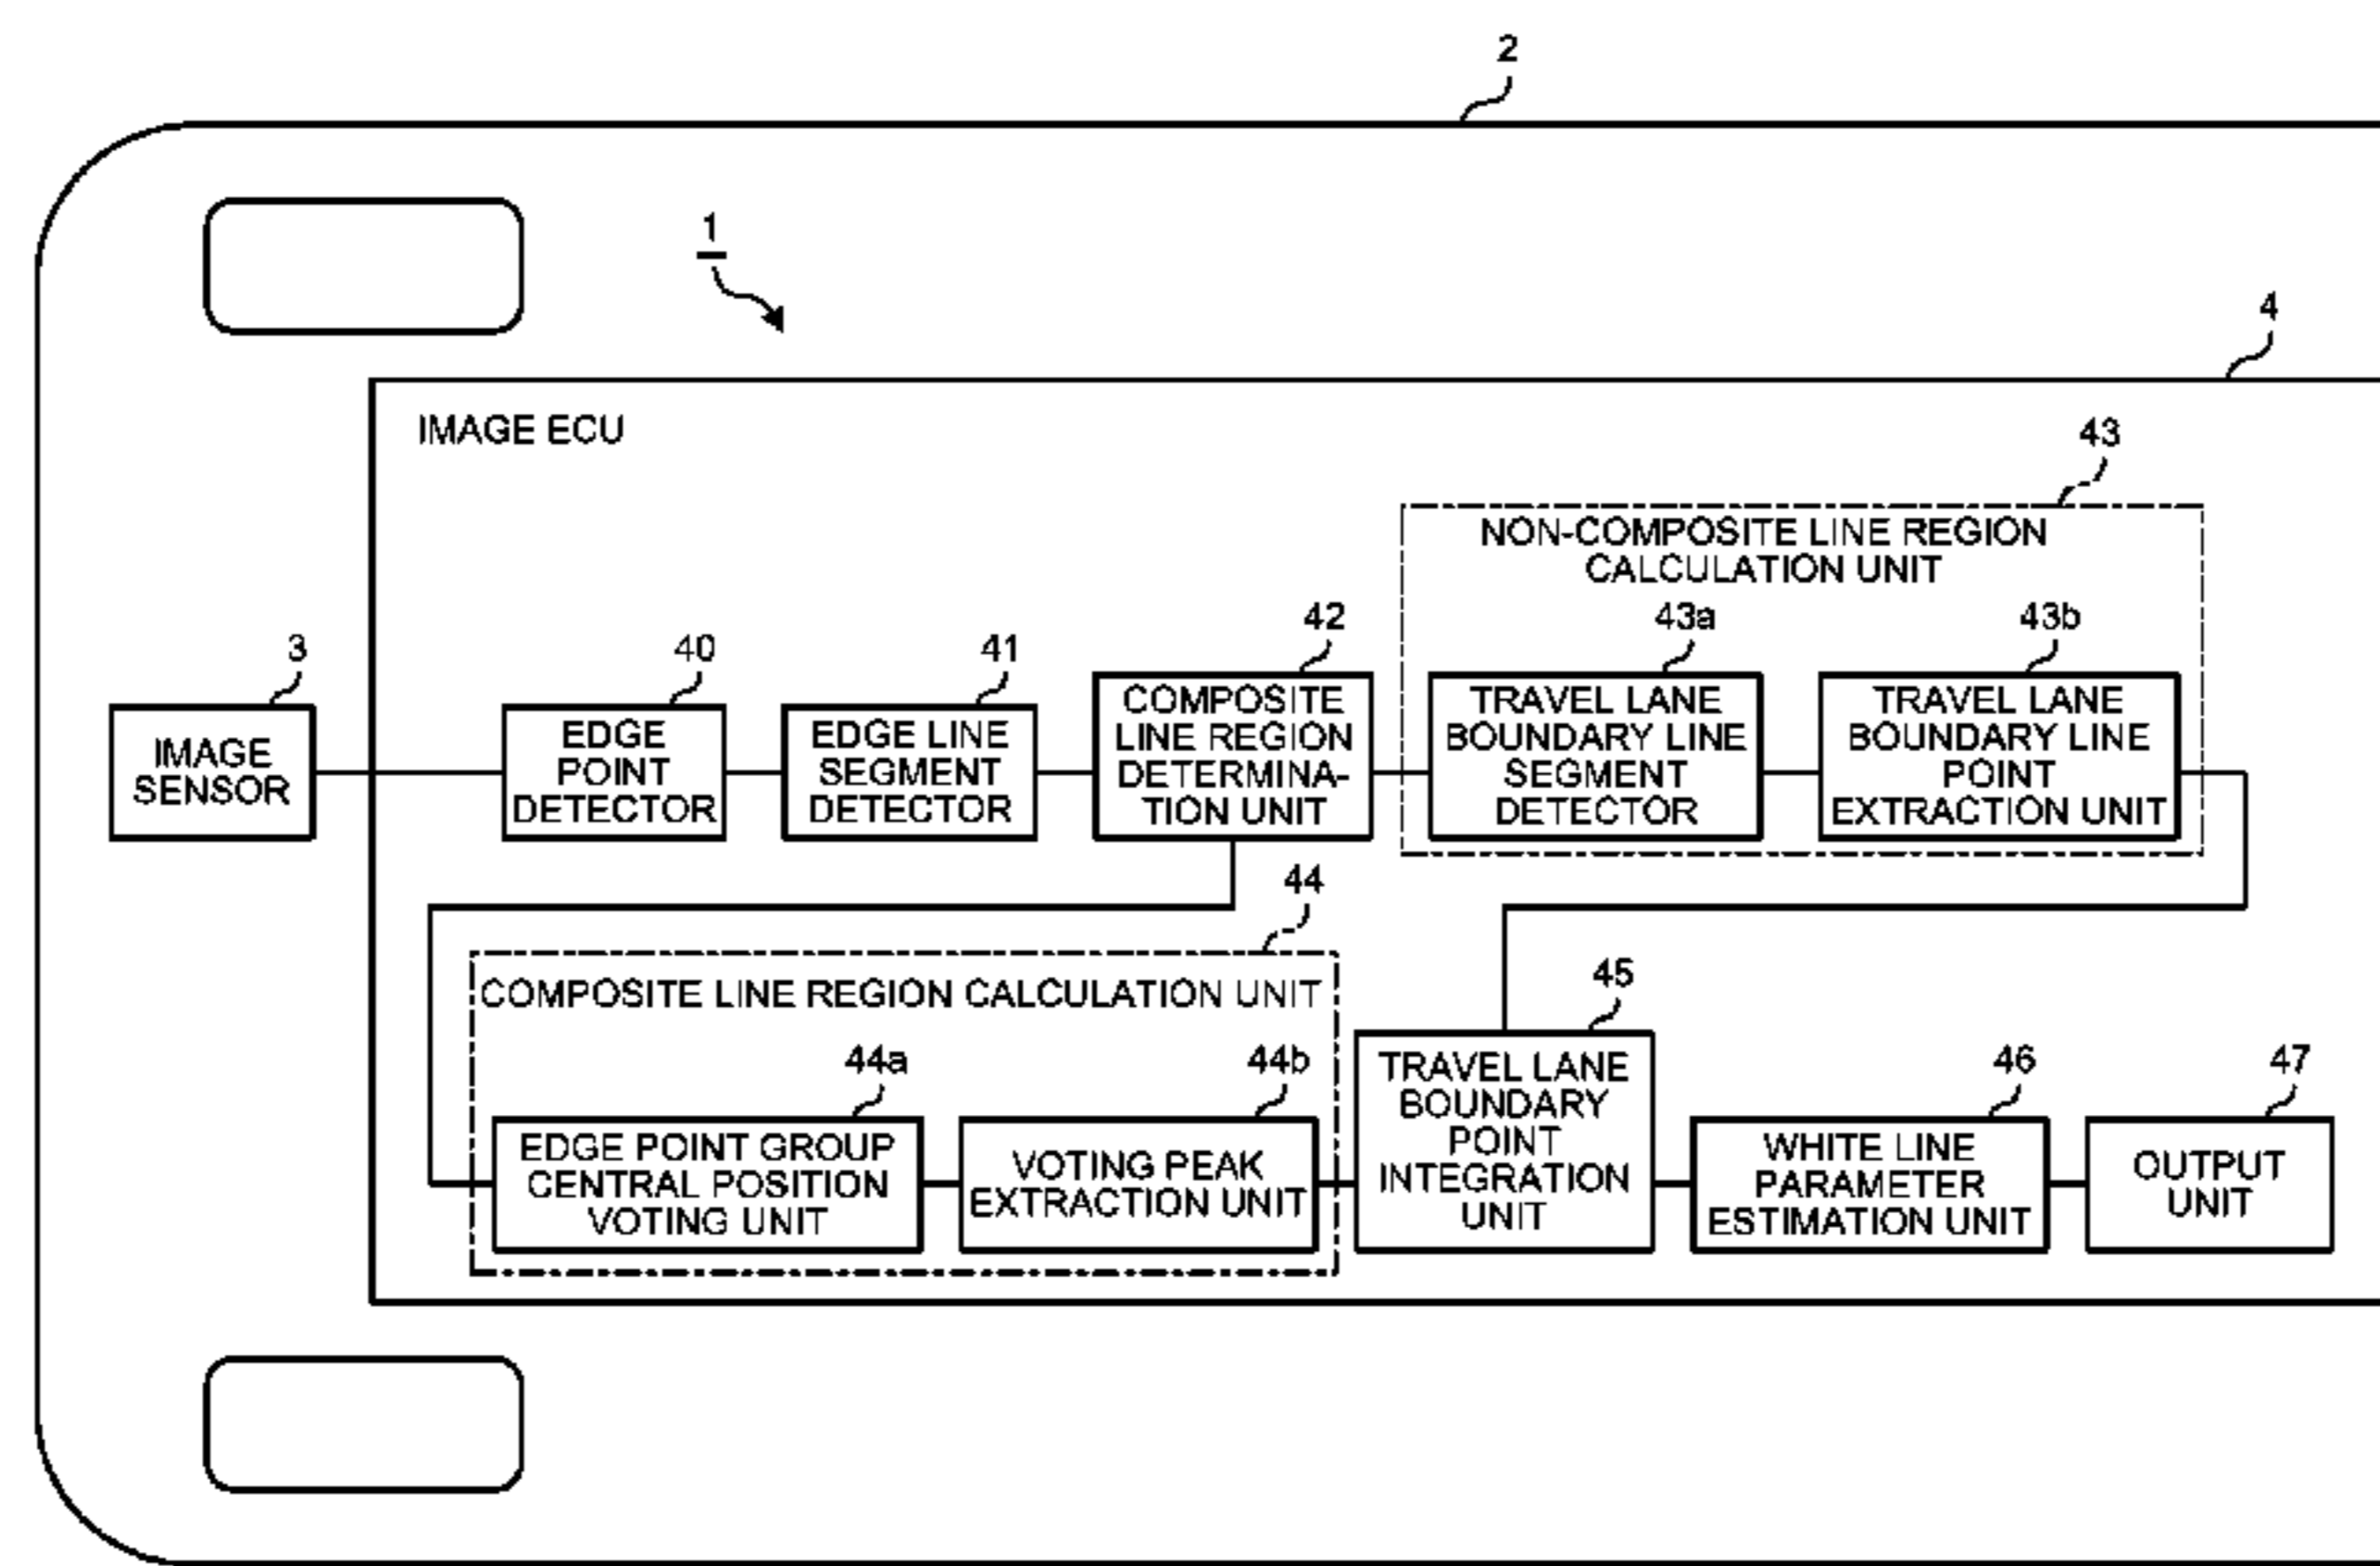 2
1
4
IMAGE ECU
43
NON-COMPOSITE LINE REGION
CALCULATION UNIT
3
40
41
42
43a
43b
IMAGE
SENSOR
EDGE
POINT
DETECTOR
EDGE LINE
SEGMENT
DETECTOR
COMPOSITE
LINE REGION
DETERMINA-
TION UNIT
TRAVEL LANE
BOUNDARY LINE
SEGMENT
DETECTOR
TRAVEL LANE
BOUNDARY LINE
POINT
EXTRACTION UNIT
44
COMPOSITE LINE REGION CALCULATION UNIT
44a
44b
45
46
47
EDGE POINT GROUP
CENTRAL POSITION
VOTING UNIT
VOTING PEAK
EXTRACTION UNIT
TRAVEL LANE
BOUNDARY
POINT
INTEGRATION
UNIT
WHITE LINE
PARAMETER
ESTIMATION UNIT
OUTPUT
UNIT